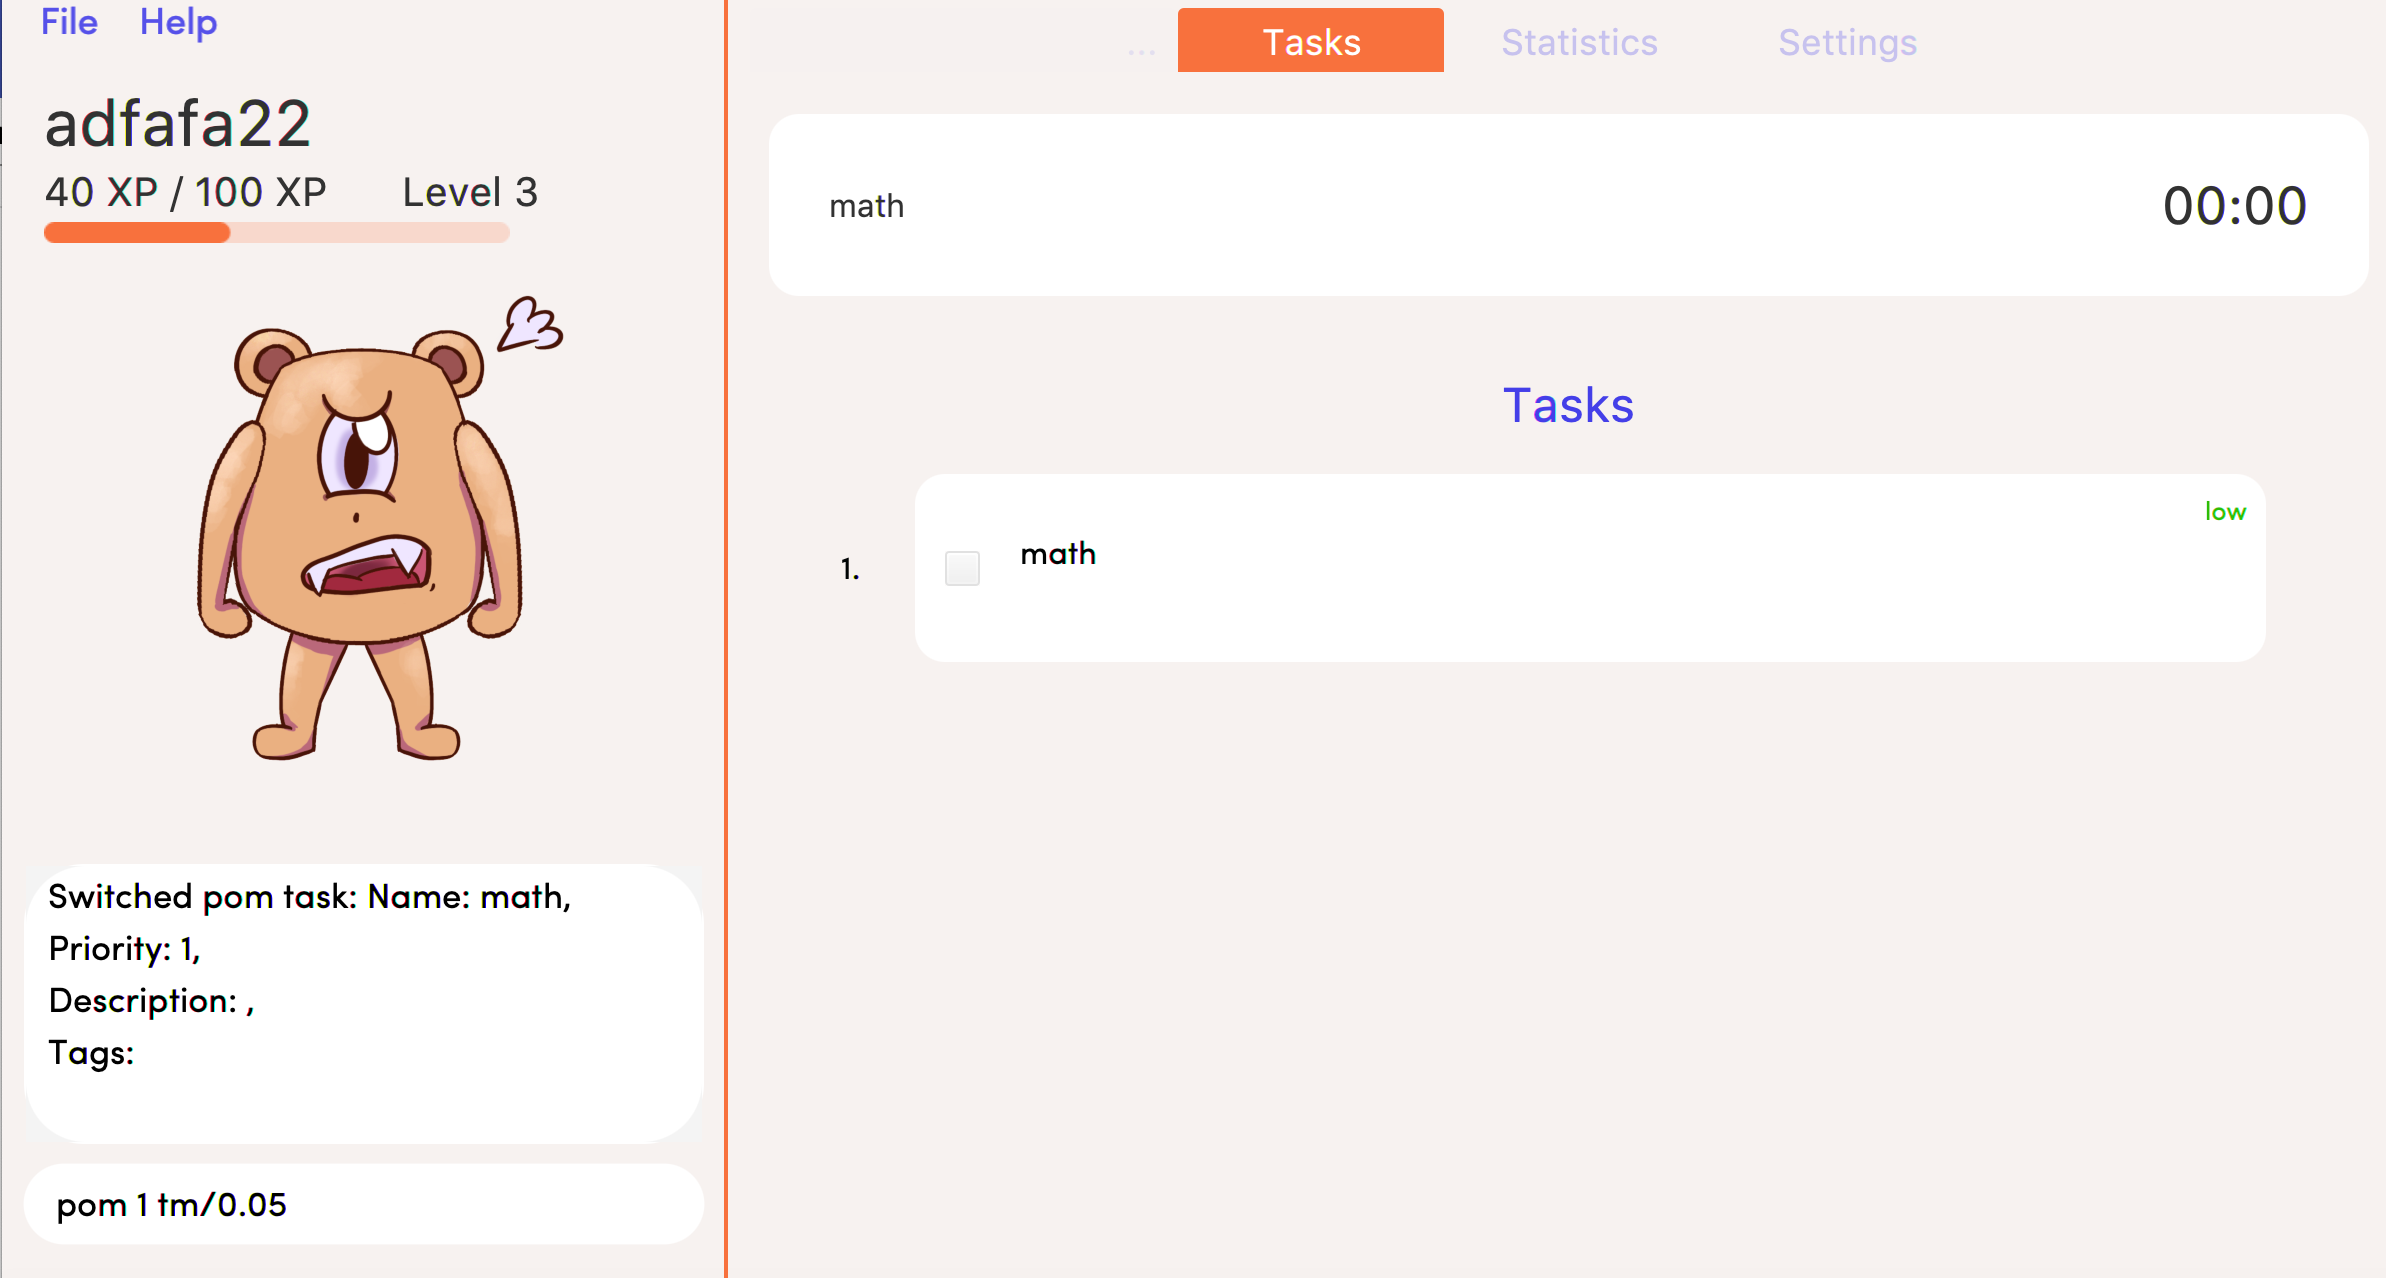 File Help
adfafa22
40 XP / 100 XP Level 3
Switched pom task: Name: math,
Priority: 1,
Description: ,
Tags:
pom 1 tm/0.05
... Tasks Statistics Settings
math 00:00
Tasks
low
1. math